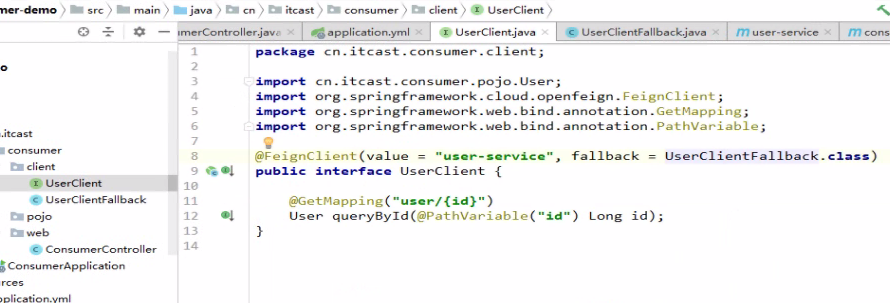 mer-demo src main java cn itcast consumer client UserClient
umerController.java application.yml UserClient.java UserClientFallback.java user-service cons
1 package cn.itcast.consumer.client;
2
3 import cn.itcast.consumer.pojo.User;
4 import org.springframework.cloud.openfeign.FeignClient;
5 import org.springframework.web.bind.annotation.GetMapping;
6 import org.springframework.web.bind.annotation.PathVariable;
7
8 @FeignClient(value = "user-service", fallback = UserClientFallback.class)
9 public interface UserClient {
10
11 @GetMapping("user/{id}")
12 User queryById(@PathVariable("id") Long id);
13 }
14
o
.itcast
consumer
client
UserClient
UserClientFallback
pojo
web
ConsumerController
ConsumerApplication
rces
plication.yml